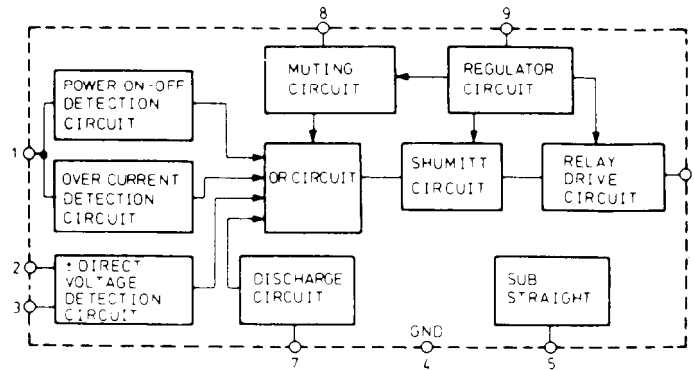 8
9
POWER ON-OFF
DETECTION
CIRCUIT
MUTING
CIRCUIT
REGULATOR
CIRCUIT
1
OVER CURRENT
DETECTION
CIRCUIT
OR CIRCUIT
SHUMITT
CIRCUIT
RELAY
DRIVE
CIRCUIT
2
3
± DIRECT
VOLTAGE
DETECTION
CIRCUIT
DISCHARGE
CIRCUIT
SUB
STRAIGHT
GND
7
4
5